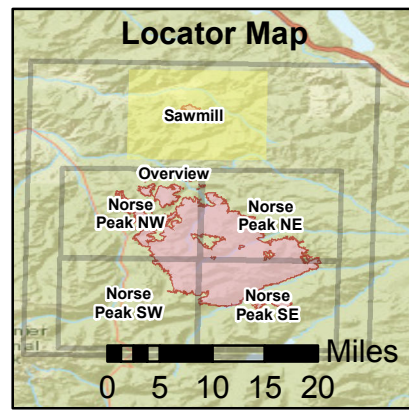 Locator Map
Sawmill
Overview
Norse
Peak NW
Norse
Peak NE
Norse
Peak SW
Norse
Peak SE
Miles
0 5 10 15 20